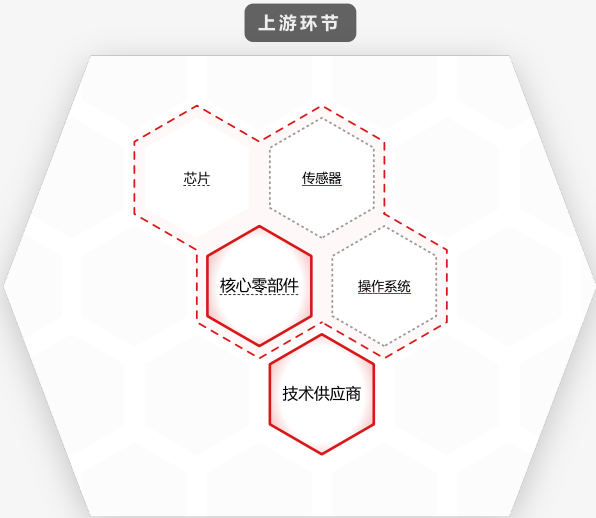 上游环节
芯片
传感器
核心零部件
操作系统
技术供应商